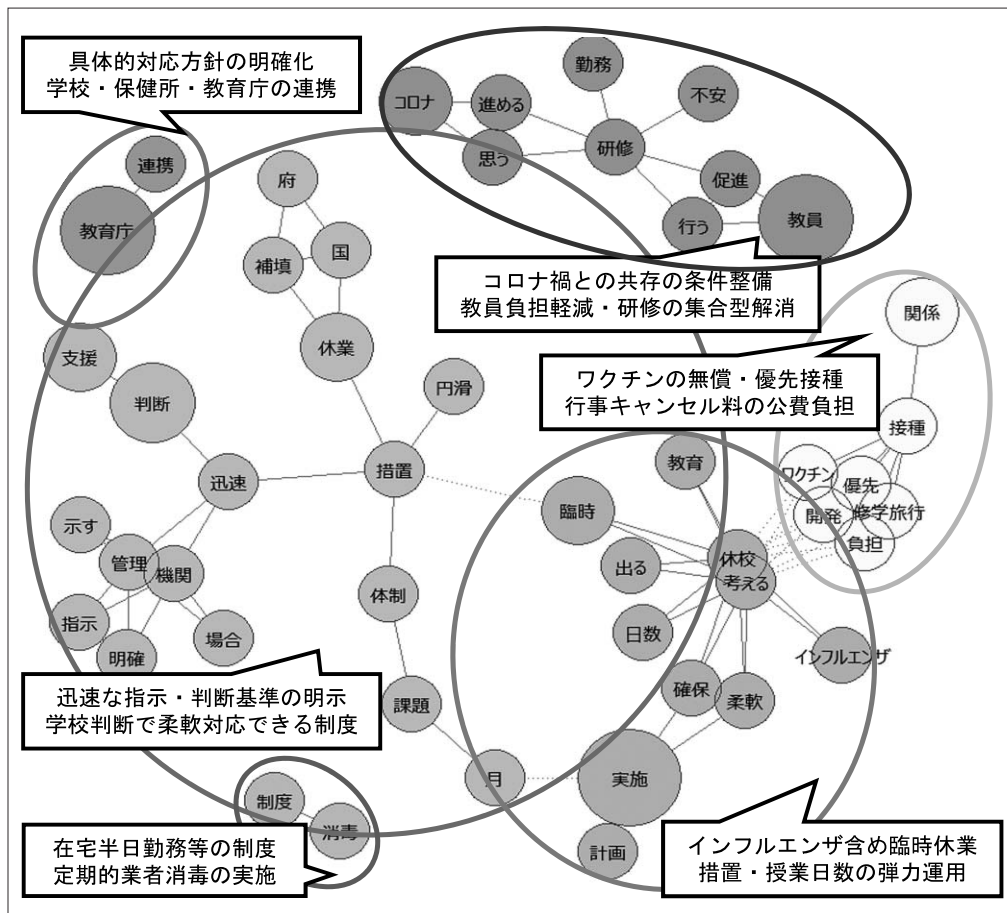 具体的対応方針の明確化
学校・保健所・教育庁の連携
勤務
コロナ
進める
不安
研修
思う
連携
促進
府
教育庁
行う
教員
国
補填
コロナ禍との共存の条件整備
教員負担軽減・研修の集合型解消
関係
休業
支援
ワクチンの無償・優先接種
行事キャンセル料の公費負担
円滑
判断
接種
教育
措置
ワクチン
迅速
優先
臨時
開発
修学旅行
示す
負担
休校
管理
機関
出る
考える
体制
指示
場合
日数
明確
インフルエンザ
迅速な指示・判断基準の明示
学校判断で柔軟対応できる制度
確保
柔軟
課題
月
実施
制度
消毒
在宅半日勤務等の制度
定期的業者消毒の実施
計画
インフルエンザ含め臨時休業
措置・授業日数の弾力運用